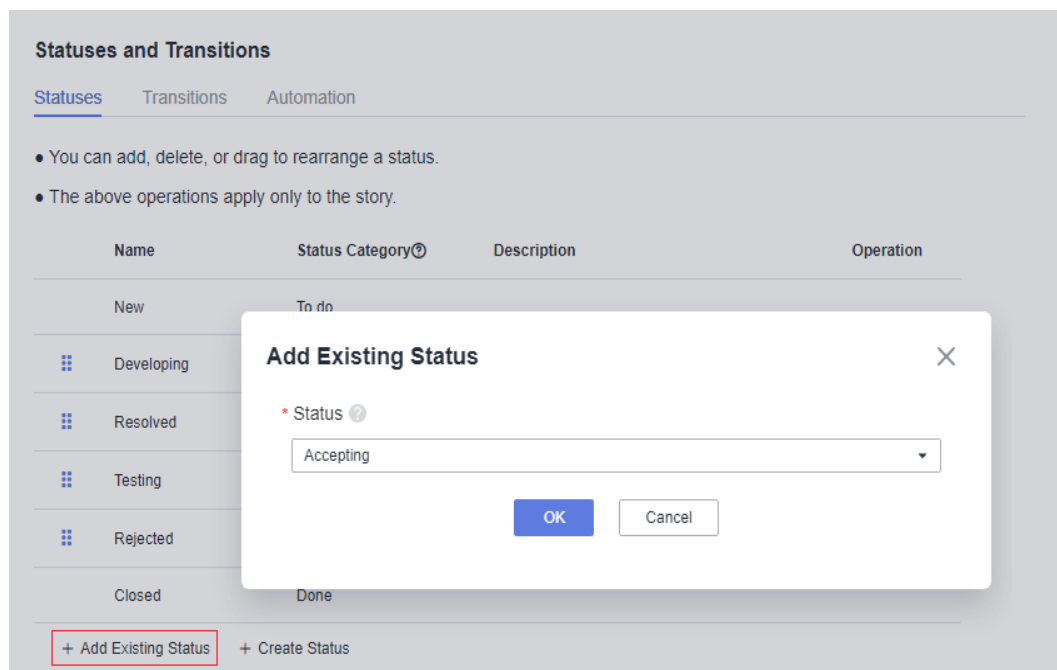 Statuses and Transitions
Statuses Transitions Automation
● You can add, delete, or drag to rearrange a status.
● The above operations apply only to the story.
Name Status Category Description Operation
New To do
Developing
Resolved
Testing
Rejected
Closed Done
+ Add Existing Status + Create Status
Add Existing Status
* Status
Accepting
OK Cancel